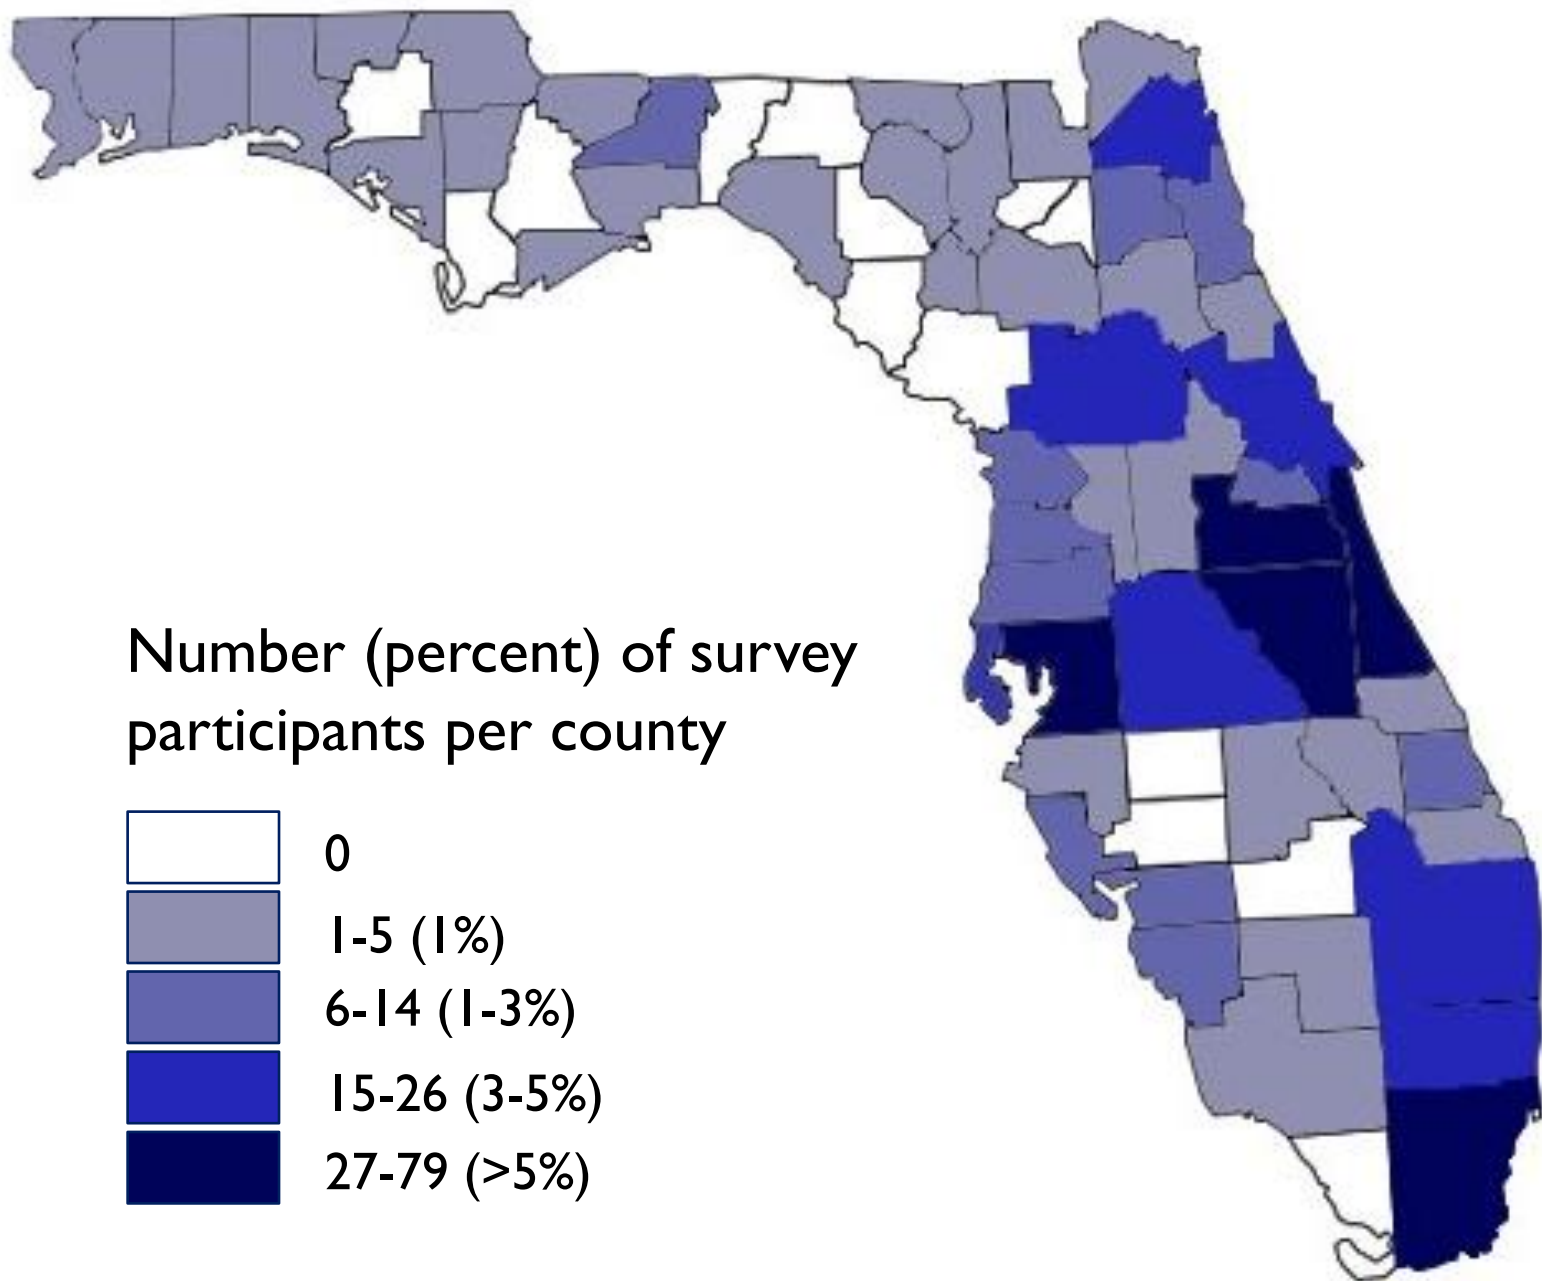 Number (percent) of survey
participants per county
0
1-5 (1%)
6-14 (1-3%)
15-26 (3-5%)
27-79 (>5%)